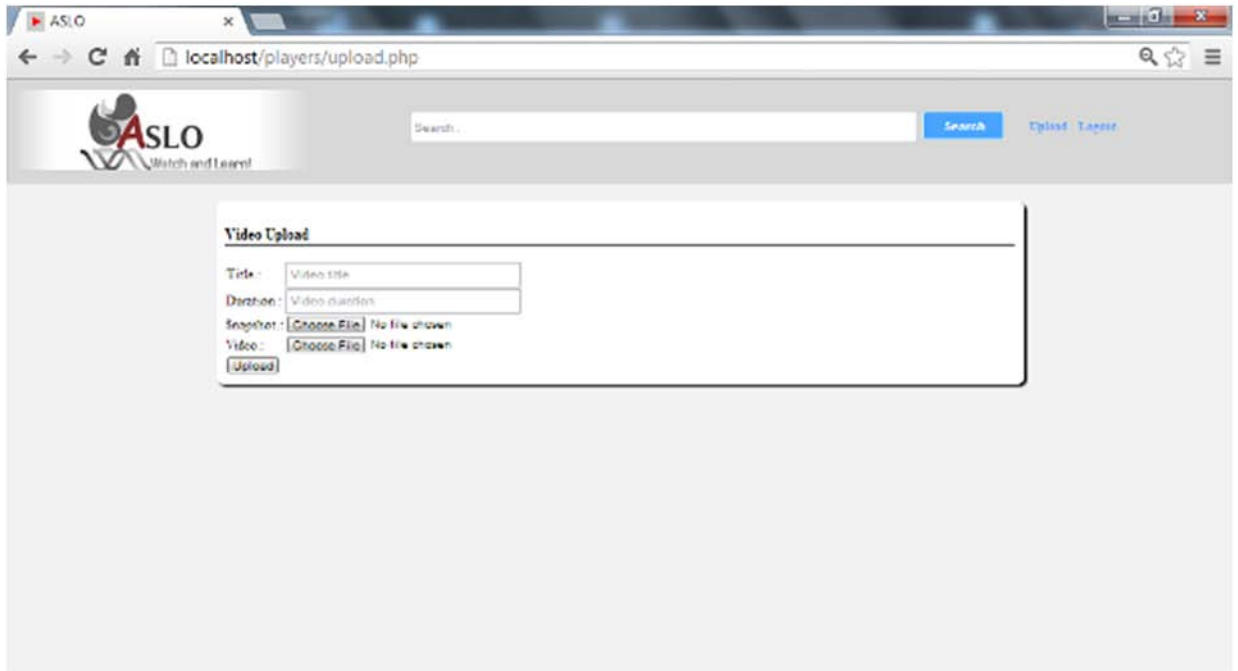 ASLO
localhost/players/upload.php
ASLO
Watch and Learn!
Search..
Search
Upload Logout
Video Upload
Title :
Video title
Duration :
Video duration
Snapshot :
Choose File No file chosen
Video :
Choose File No file chosen
Upload